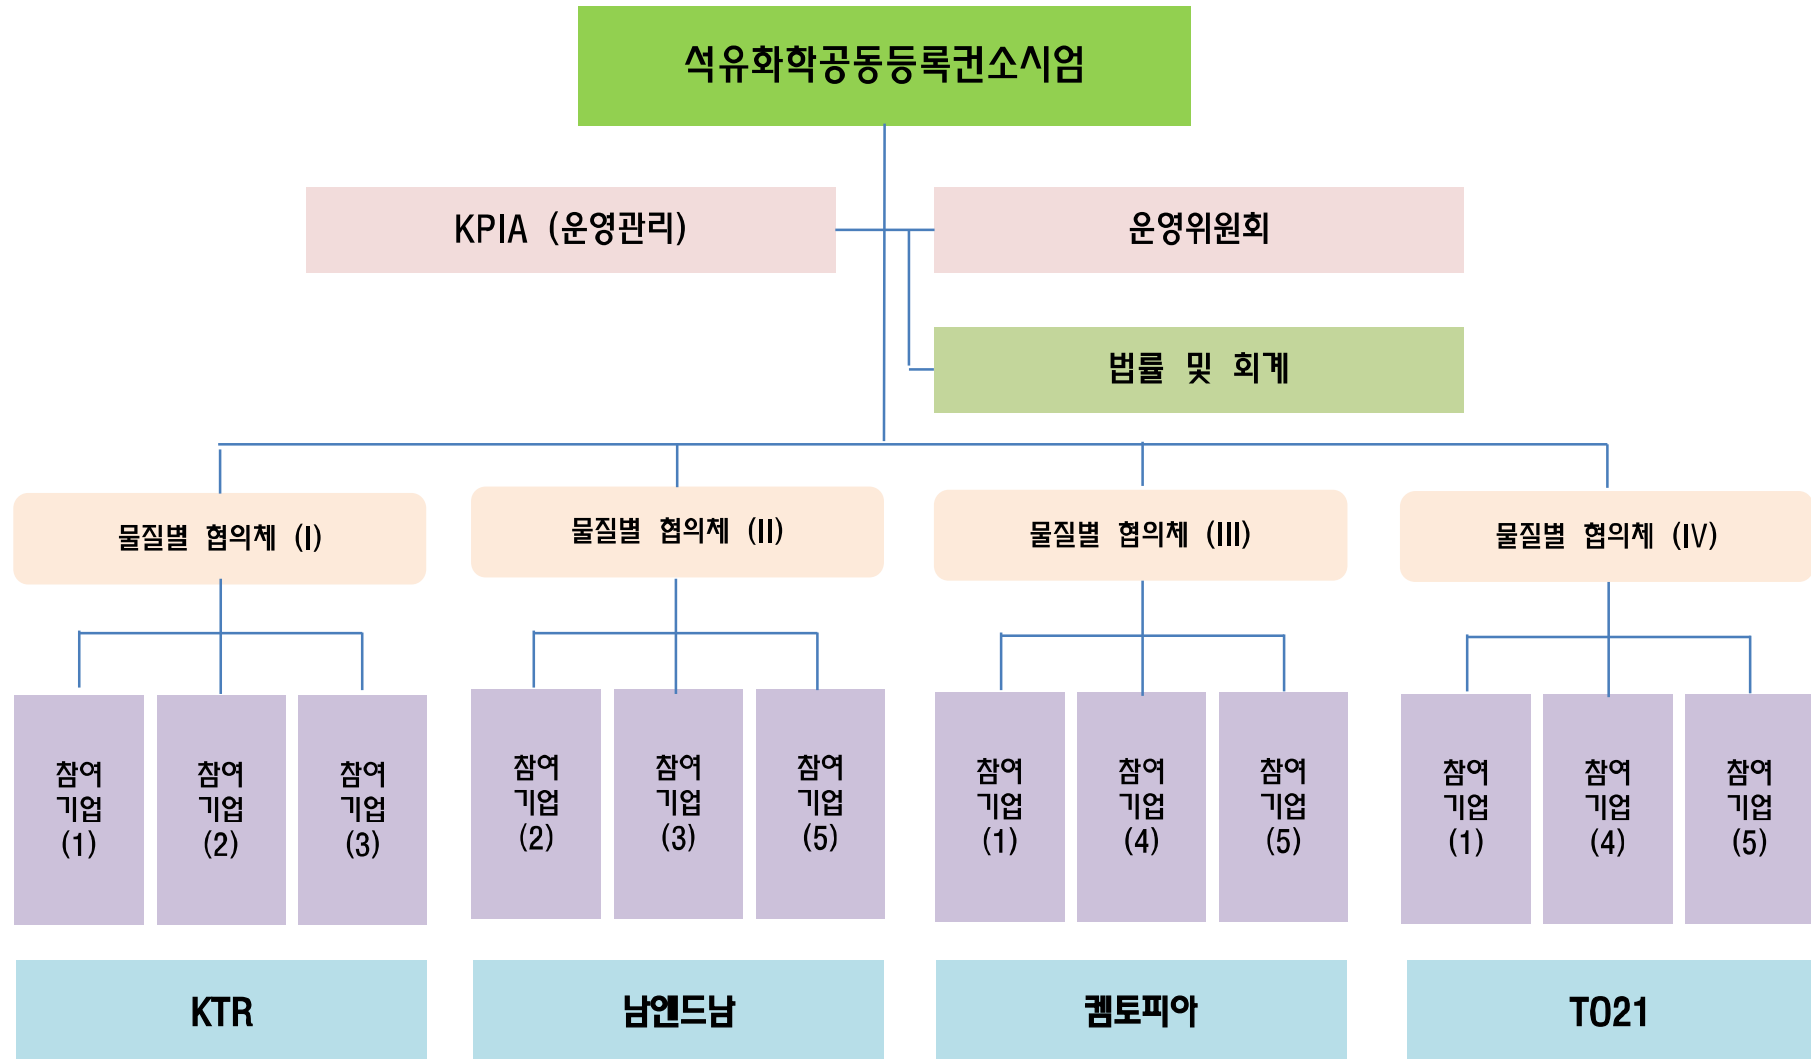 석유화학공동등록컨소시엄
KPIA (운영관리)
운영위원회
법률 및 회계
물질별 협의체 (I)
물질별 협의체 (II)
물질별 협의체 (III)
물질별 협의체 (IV)
참여
기업
(1)
참여
기업
(2)
참여
기업
(3)
참여
기업
(2)
참여
기업
(3)
참여
기업
(5)
참여
기업
(1)
참여
기업
(4)
참여
기업
(5)
참여
기업
(1)
참여
기업
(4)
참여
기업
(5)
KTR
남앤드남
켐토피아
TO21